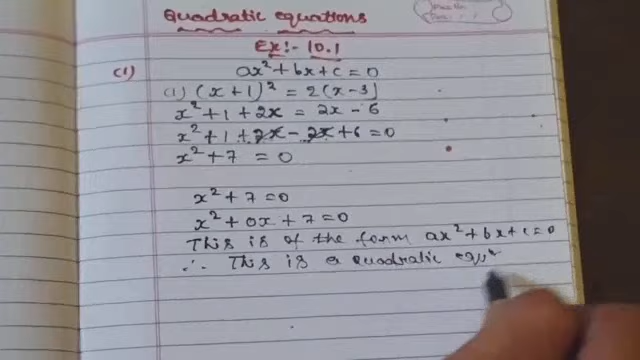 Quadratic equations
Ex:- 10.1
(1) ax² + bx + c = 0
(1) (x + 1)² = 2(x - 3)
x² + 1 + 2x = 2x - 6
x² + 1 + 2x - 2x + 6 = 0
x² + 7 = 0
x² + 7 = 0
x² + 0x + 7 = 0
This is of the form ax² + bx + c = 0
∴ This is a quadratic equⁿ